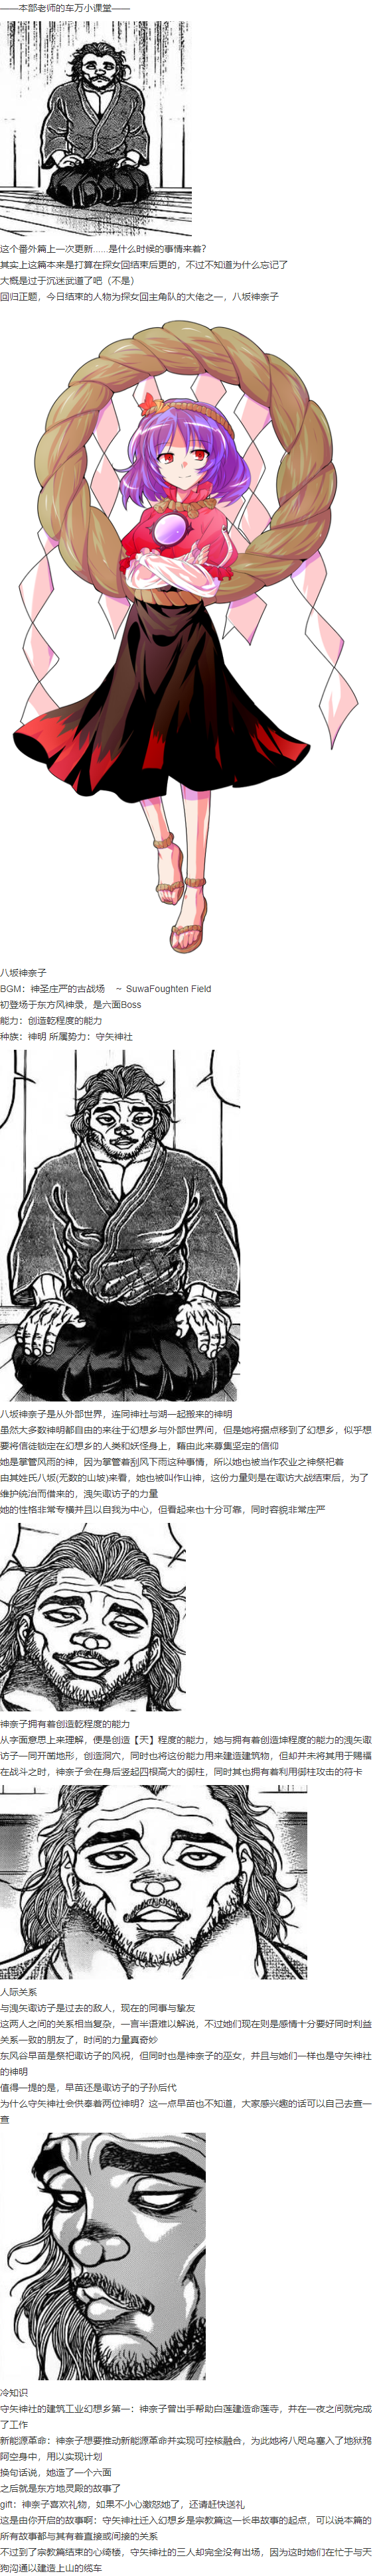 ——本部老师的车万小课堂——
这个番外篇上一次更新......是什么时候的事情来着?
其实上这篇本来是打算在探女回结束后更的，不过不知道为什么忘记了
大概是过于沉迷武道了吧（不是）
回归正题，今日结束的人物为探女回主角队的大佬之一，八坂神奈子
八坂神奈子
BGM：神圣庄严的古战场　～ SuwaFoughten Field
初登场于东方风神录，是六面Boss
能力：创造乾程度的能力
种族：神明 所属势力：守矢神社
八坂神奈子是从外部世界，连同神社与湖一起搬来的神明
虽然大多数神明都自由的来往于幻想乡与外部世界间，但是她将据点移到了幻想乡，似乎想
要将信徒锁定在幻想乡的人类和妖怪身上，藉由此来募集坚定的信仰
她是掌管风雨的神，因为掌管着刮风下雨这种事情，所以她也被当作农业之神祭祀着
由其姓氏八坂(无数的山坡)来看，她也被叫作山神，这份力量则是在诹访大战结束后，为了
维护统治而借来的，洩矢诹访子的力量
她的性格非常专横并且以自我为中心，但看起来也十分可靠，同时容貌非常庄严
神奈子拥有着创造乾程度的能力
从字面意思上来理解，便是创造【天】程度的能力，她与拥有着创造坤程度的能力的洩矢诹
访子一同开凿地形，创造洞穴，同时也将这份能力用来建造建筑物，但却并未将其用于赐福
在战斗之时，神奈子会在身后竖起四根高大的御柱，同时其也拥有着利用御柱攻击的符卡
人际关系
与洩矢诹访子是过去的敌人，现在的同事与挚友
这两人之间的关系相当复杂，一言半语难以解说，不过她们现在则是感情十分要好同时利益
关系一致的朋友了，时间的力量真奇妙
东风谷早苗是祭祀诹访子的风祝，但同时也是神奈子的巫女，并且与她们一样也是守矢神社
的神明
值得一提的是，早苗还是诹访子的子孙后代
为什么守矢神社会供奉着两位神明？这一点早苗也不知道，大家感兴趣的话可以自己去查一
查
冷知识
守矢神社的建筑工业幻想乡第一：神奈子曾出手帮助白莲建造命莲寺，并在一夜之间就完成
了工作
新能源革命：神奈子想要推动新能源革命并实现可控核融合，为此她将八咫乌塞入了地狱鸦
阿空身中，用以实现计划
换句话说，她造了一个六面
之后就是东方地灵殿的故事了
gift：神奈子喜欢礼物，如果不小心激怒她了，还请赶快送礼
这是由你开启的故事啊：守矢神社迁入幻想乡是宗教篇这一长串故事的起点，可以说本篇的
所有故事都与其有着直接或间接的关系
不过到了宗教篇结束的心绮楼，守矢神社的三人却完全没有出场，因为这时她们在忙于与天
狗沟通以建造上山的缆车